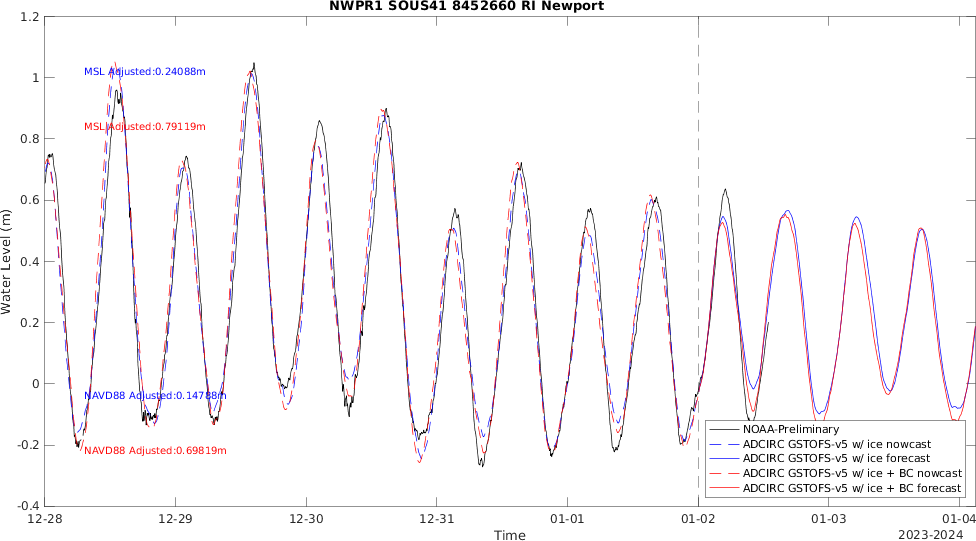 NWPR1 SOUS41 8452660 RI Newport
1.2
1
0.8
0.6
0.4
0.2
0
-0.2
-0.4
Water Level (m)
MSL Adjusted:0.24088m
MSL Adjusted:0.79119m
NAVD88 Adjusted:0.14788m
NAVD88 Adjusted:0.69819m
NOAA-Preliminary
ADCIRC GSTOFS-v5 w/ ice nowcast
ADCIRC GSTOFS-v5 w/ ice forecast
ADCIRC GSTOFS-v5 w/ ice + BC nowcast
ADCIRC GSTOFS-v5 w/ ice + BC forecast
12-28 12-29 12-30 12-31 01-01 01-02 01-03 01-04
Time
2023-2024